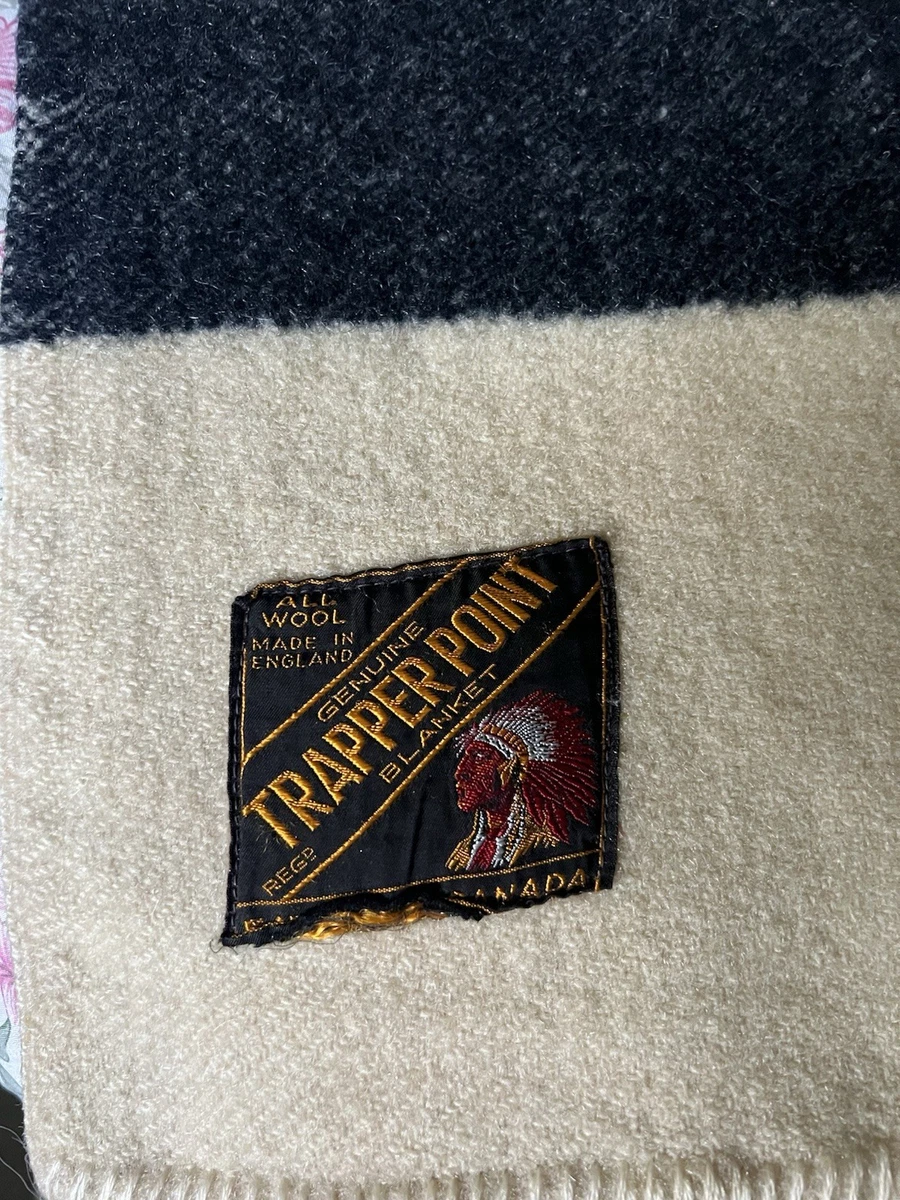 ALL
WOOL
MADE IN
ENGLAND
GENUINE
TRAPPER POINT
BLANKET
REGD
CANADA